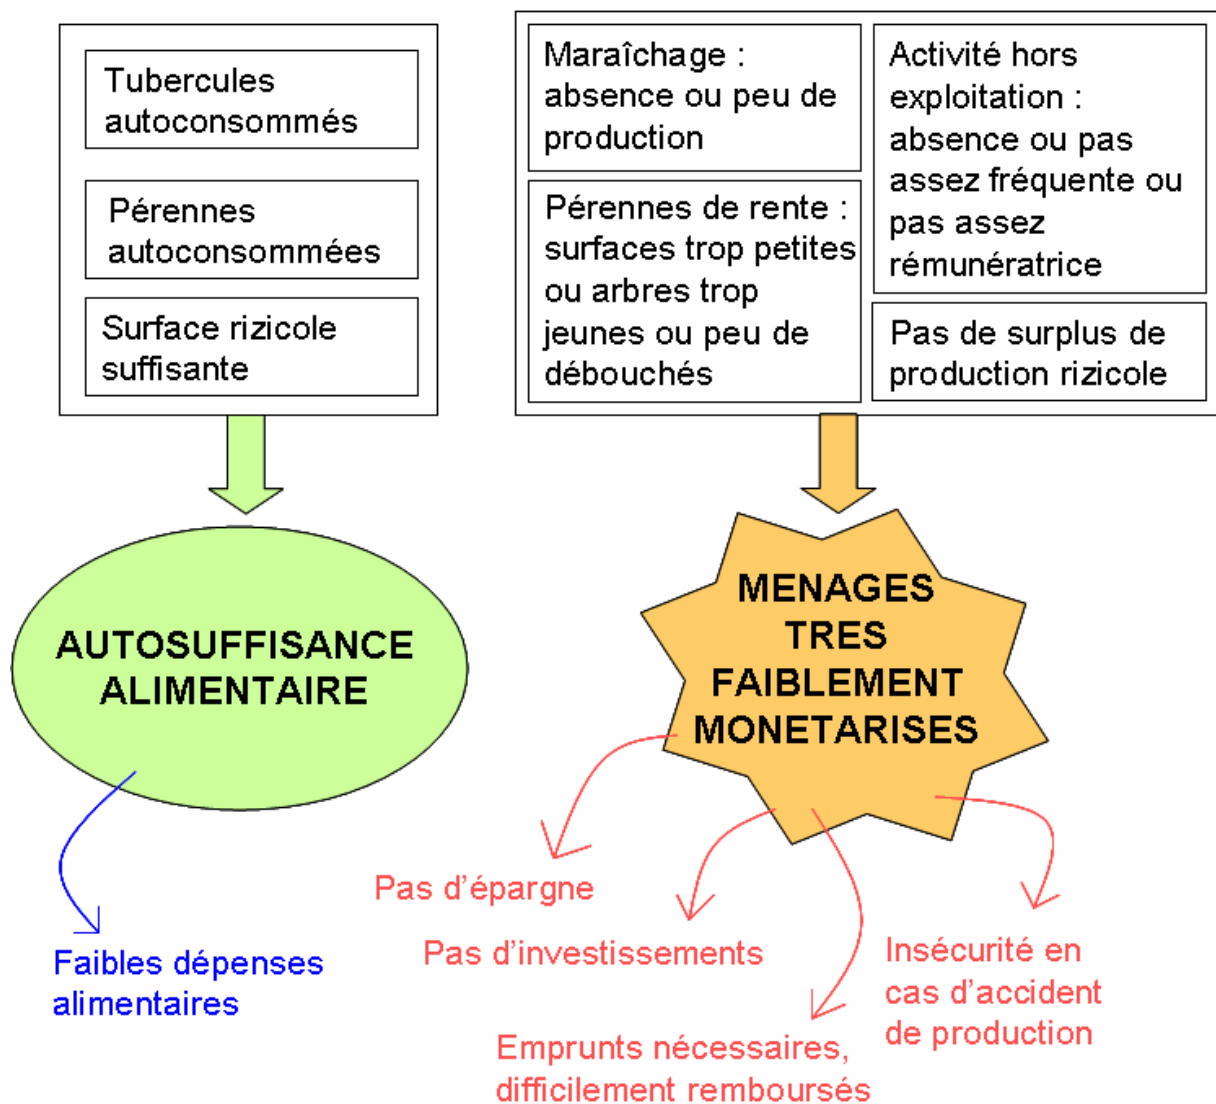 Tubercules
autoconsommés
Pérennes
autoconsommées
Surface rizicole
suffisante
Maraîchage :
absence ou peu de
production
Pérennes de rente :
surfaces trop petites
ou arbres trop
jeunes ou peu de
débouchés
Activité hors
exploitation :
absence ou pas
assez fréquente ou
pas assez
rémunératrice
Pas de surplus de
production rizicole
AUTOSUFFISANCE
ALIMENTAIRE
MENAGES
TRES
FAIBLEMENT
MONETARISES
Faibles dépenses
alimentaires
Pas d’épargne
Pas d’investissements
Emprunts nécessaires,
difficilement remboursés
Insécurité en
cas d’accident
de production